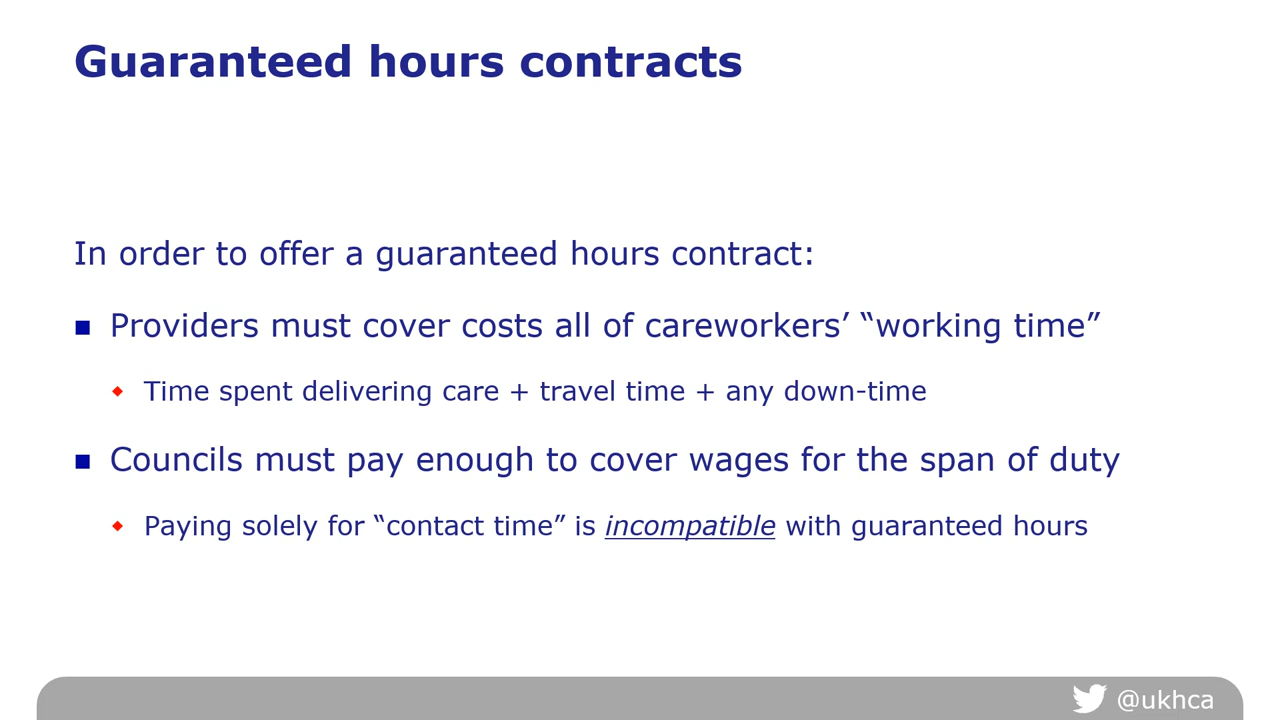 Guaranteed hours contracts
In order to offer a guaranteed hours contract:
Providers must cover costs all of careworkers’ “working time”
Time spent delivering care + travel time + any down-time
Councils must pay enough to cover wages for the span of duty
Paying solely for “contact time” is incompatible with guaranteed hours
@ukhca